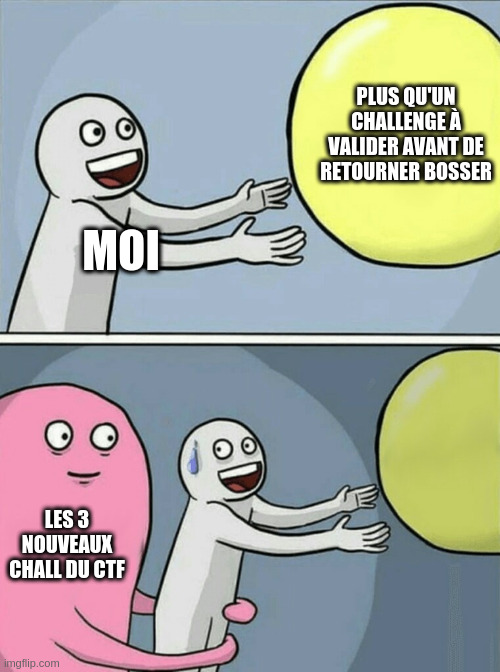 PLUS QU'UN
CHALLENGE À
VALIDER AVANT DE
RETOURNER BOSSER
MOI
LES 3
NOUVEAUX
CHALL DU CTF
imgflip.com